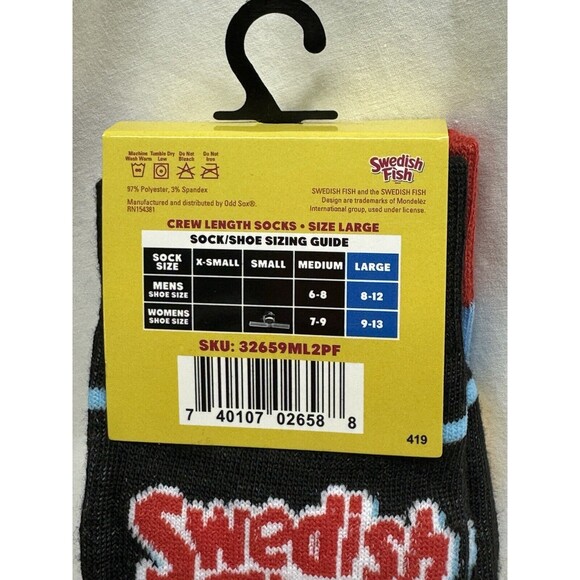 Machine Wash Warm
Tumble Dry Low
Do Not Bleach
Do Not Iron
97% Polyester, 3% Spandex
Manufactured and distributed by Odd Sox®.
RN154381
Swedish
Fish
SWEDISH FISH and the SWEDISH FISH
Design are trademarks of Mondelēz
International group, used under license.
CREW LENGTH SOCKS • SIZE LARGE
SOCK/SHOE SIZING GUIDE
SOCK SIZE X-SMALL SMALL MEDIUM LARGE
MENS SHOE SIZE 6-8 8-12
WOMENS SHOE SIZE 7-9 9-13
SKU: 32659ML2PF
7 40107 02658 8
419
Swedish